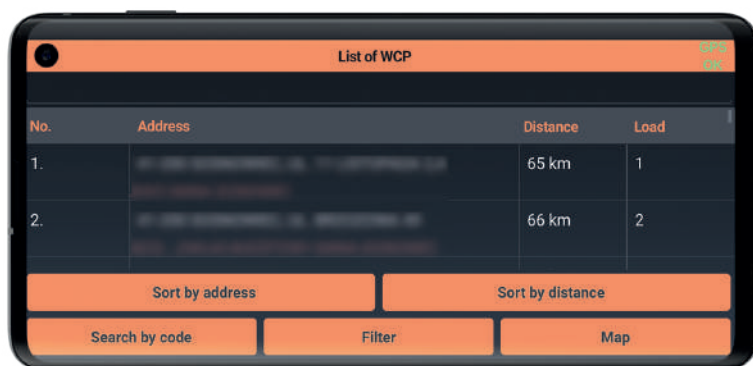 List of WCP
GPS
OK
No. Address Distance Load
1. 65 km 1
2. 66 km 2
Sort by address Sort by distance
Search by code Filter Map